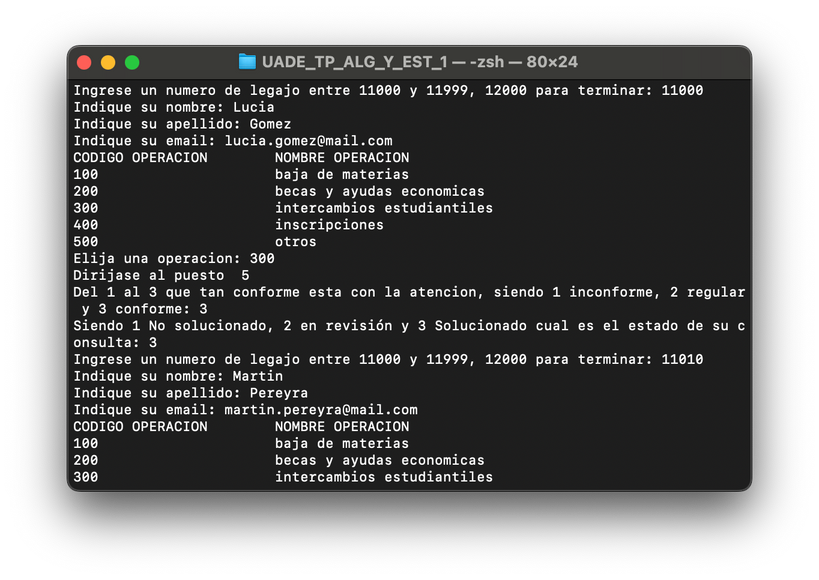 UADE_TP_ALG_Y_EST_1 — -zsh — 80×24
Ingrese un numero de legajo entre 11000 y 11999, 12000 para terminar: 11000
Indique su nombre: Lucia
Indique su apellido: Gomez
Indique su email: lucia.gomez@mail.com
CODIGO OPERACION        NOMBRE OPERACION
100                     baja de materias
200                     becas y ayudas economicas
300                     intercambios estudiantiles
400                     inscripciones
500                     otros
Elija una operacion: 300
Dirijase al puesto  5
Del 1 al 3 que tan conforme esta con la atencion, siendo 1 inconforme, 2 regular
 y 3 conforme: 3
Siendo 1 No solucionado, 2 en revisión y 3 Solucionado cual es el estado de su c
onsulta: 3
Ingrese un numero de legajo entre 11000 y 11999, 12000 para terminar: 11010
Indique su nombre: Martin
Indique su apellido: Pereyra
Indique su email: martin.pereyra@mail.com
CODIGO OPERACION        NOMBRE OPERACION
100                     baja de materias
200                     becas y ayudas economicas
300                     intercambios estudiantiles